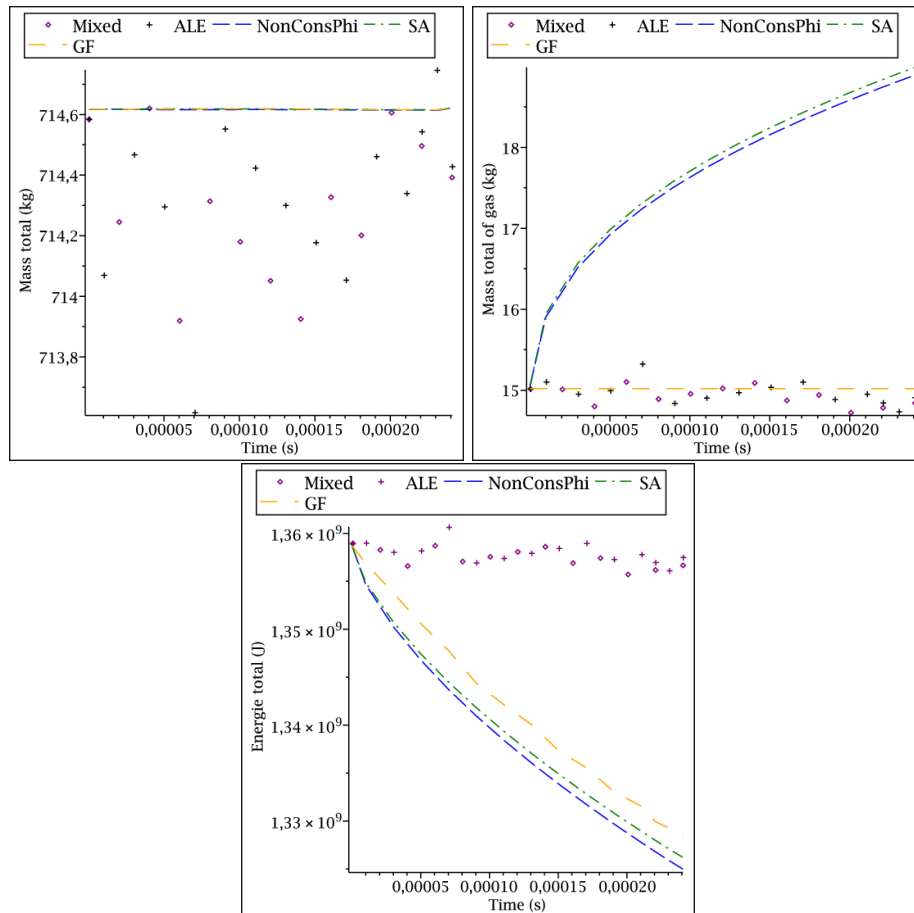 Mixed ALE NonConsPhi SA
GF
Mass total (kg)
714,6
714,4
714,2
714
713,8
0,00005 0,00010 0,00015 0,00020
Time (s)
Mixed ALE NonConsPhi SA
GF
Mass total of gas (kg)
18
17
16
15
0,00005 0,00010 0,00015 0,00020
Time (s)
Mixed ALE NonConsPhi SA
GF
Energie total (J)
1,36 × 10⁹
1,35 × 10⁹
1,34 × 10⁹
1,33 × 10⁹
0,00005 0,00010 0,00015 0,00020
Time (s)